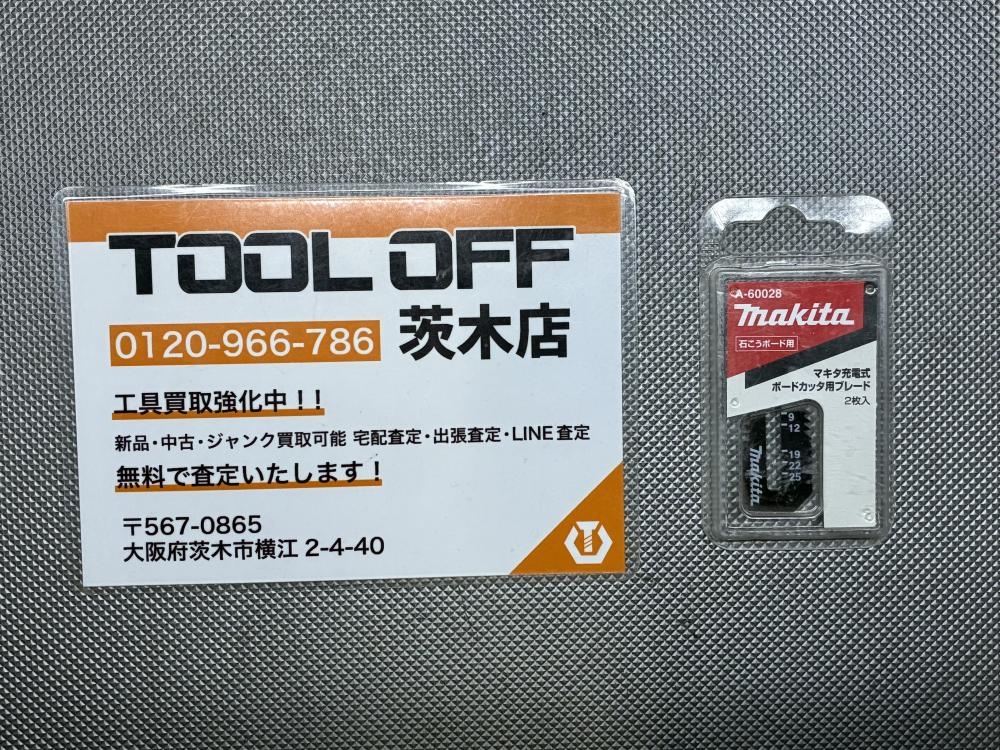 TOOL OFF
0120-966-786 茨木店
工具買取強化中！！
新品・中古・ジャンク買取可能 宅配査定・出張査定・LINE査定
無料で査定いたします！
〒567-0865
大阪府茨木市横江 2-4-40
A-60028
makita
石こうボード用
マキタ充電式
ボードカッタ用ブレード
2枚入
9
12
19
22
25
makita